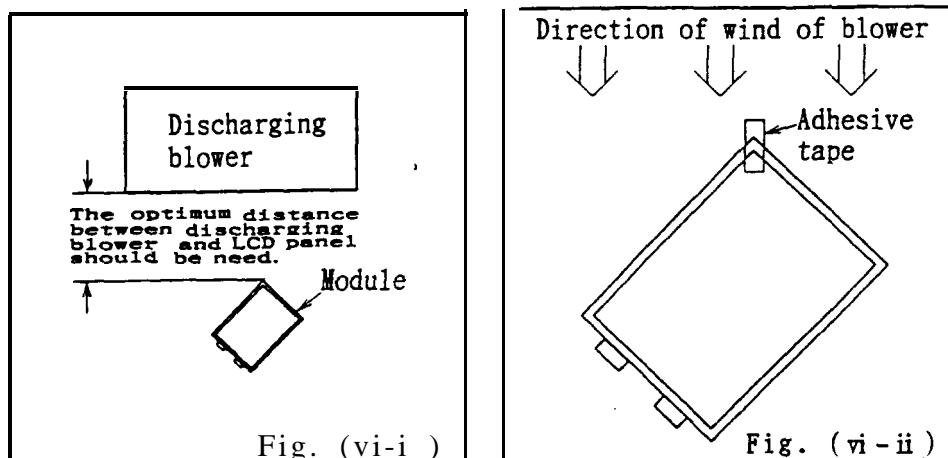 Discharging
blower
The optimum distance
between discharging
blower and LCD panel
should be need.
Module
Fig. (vi-i )
Direction of wind of blower
Adhesive
tape
Fig. (vi-ii)